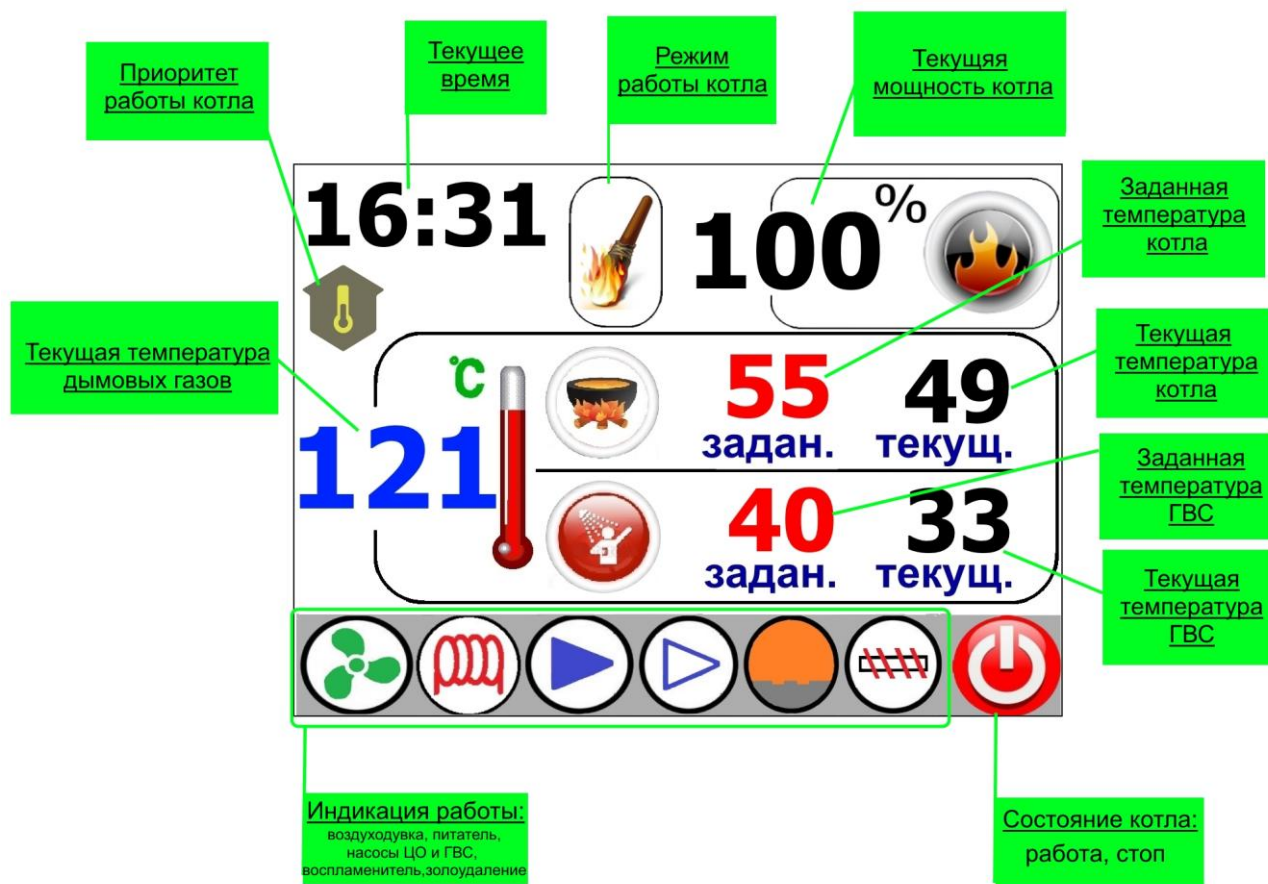 Приоритет
работы котла
Текущее
время
Режим
работы котла
Текущяя
мощность котла
16:31
100%
Заданная
температура
котла
Текущая температура
дымовых газов
°C
121
55
задан.
49
текущ.
Текущая
температура
котла
40
задан.
33
текущ.
Заданная
температура
ГВС
Текущая
температура
ГВС
Индикация работы:
воздуходувка, питатель,
насосы ЦО и ГВС,
воспламенитель,золоудаление
Состояние котла:
работа, стоп